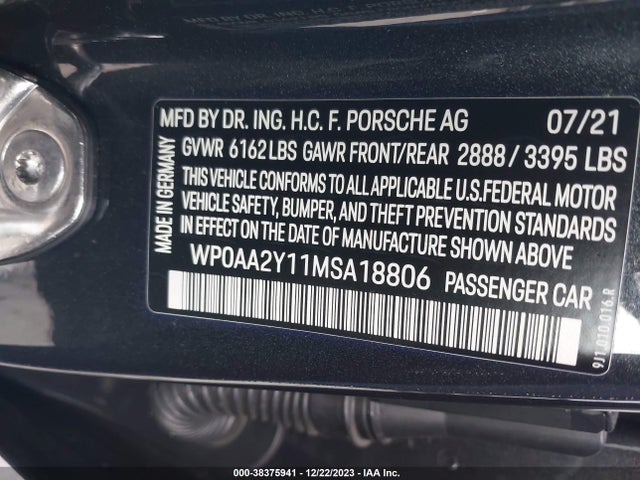 MFD BY DR. ING. H.C. F. PORSCHE AG 07/21
GVWR 6162 LBS GAWR FRONT/REAR 2888 / 3395 LBS
THIS VEHICLE CONFORMS TO ALL APPLICABLE U.S.FEDERAL MOTOR
VEHICLE SAFETY, BUMPER, AND THEFT PREVENTION STANDARDS
IN EFFECT ON THE DATE OF MANUFACTURE SHOWN ABOVE
WP0AA2Y11MSA18806 PASSENGER CAR
MADE IN GERMANY
9J1.010.016.R
000-38375941 - 12/22/2023 - IAA Inc.